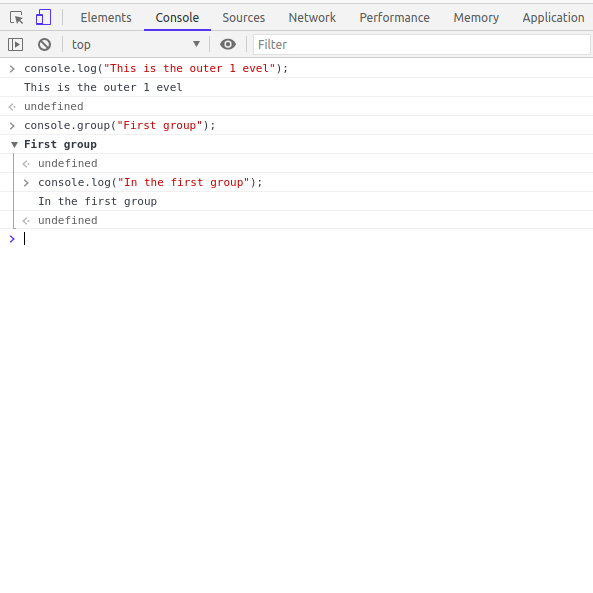 Elements Console Sources Network Performance Memory Application
top Filter
console.log("This is the outer 1 evel");
This is the outer 1 evel
undefined
console.group("First group");
First group
undefined
console.log("In the first group");
In the first group
undefined